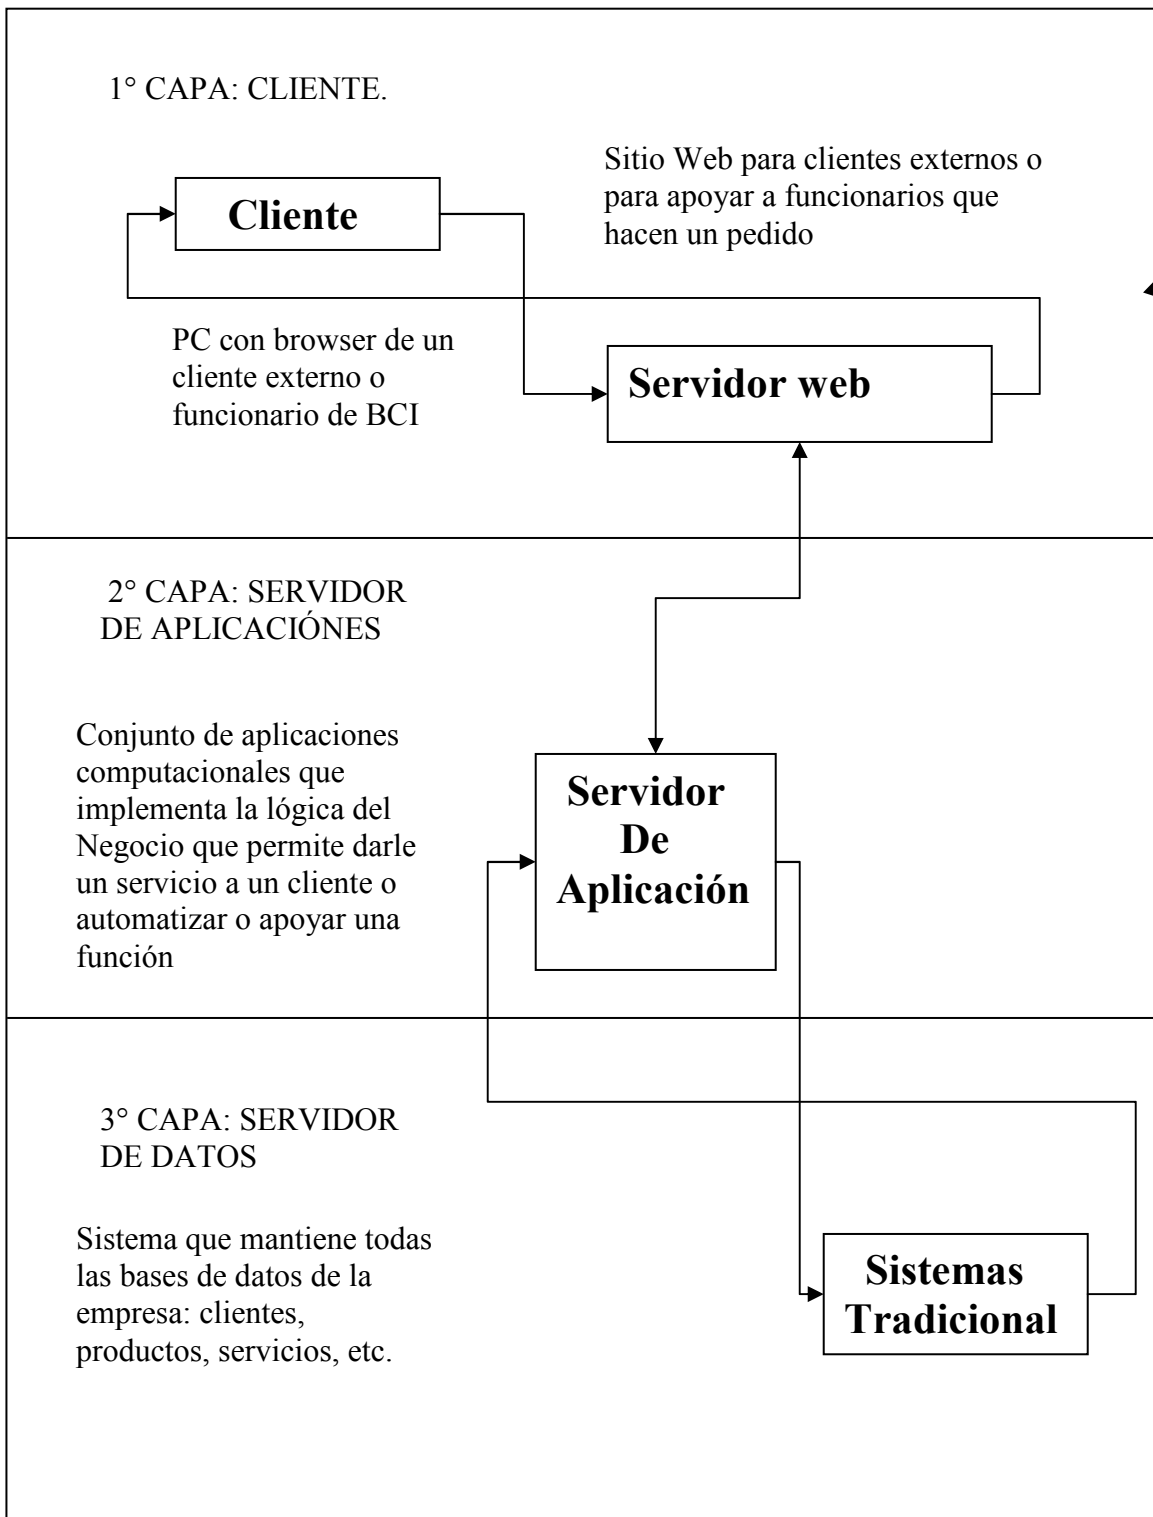 1° CAPA: CLIENTE.
Sitio Web para clientes externos o
para apoyar a funcionarios que
hacen un pedido
Cliente
PC con browser de un
cliente externo o
funcionario de BCI
Servidor web
2° CAPA: SERVIDOR
DE APLICACIÓNES
Conjunto de aplicaciones
computacionales que
implementa la lógica del
Negocio que permite darle
un servicio a un cliente o
automatizar o apoyar una
función
Servidor
De
Aplicación
3° CAPA: SERVIDOR
DE DATOS
Sistema que mantiene todas
las bases de datos de la
empresa: clientes,
productos, servicios, etc.
Sistemas
Tradicional